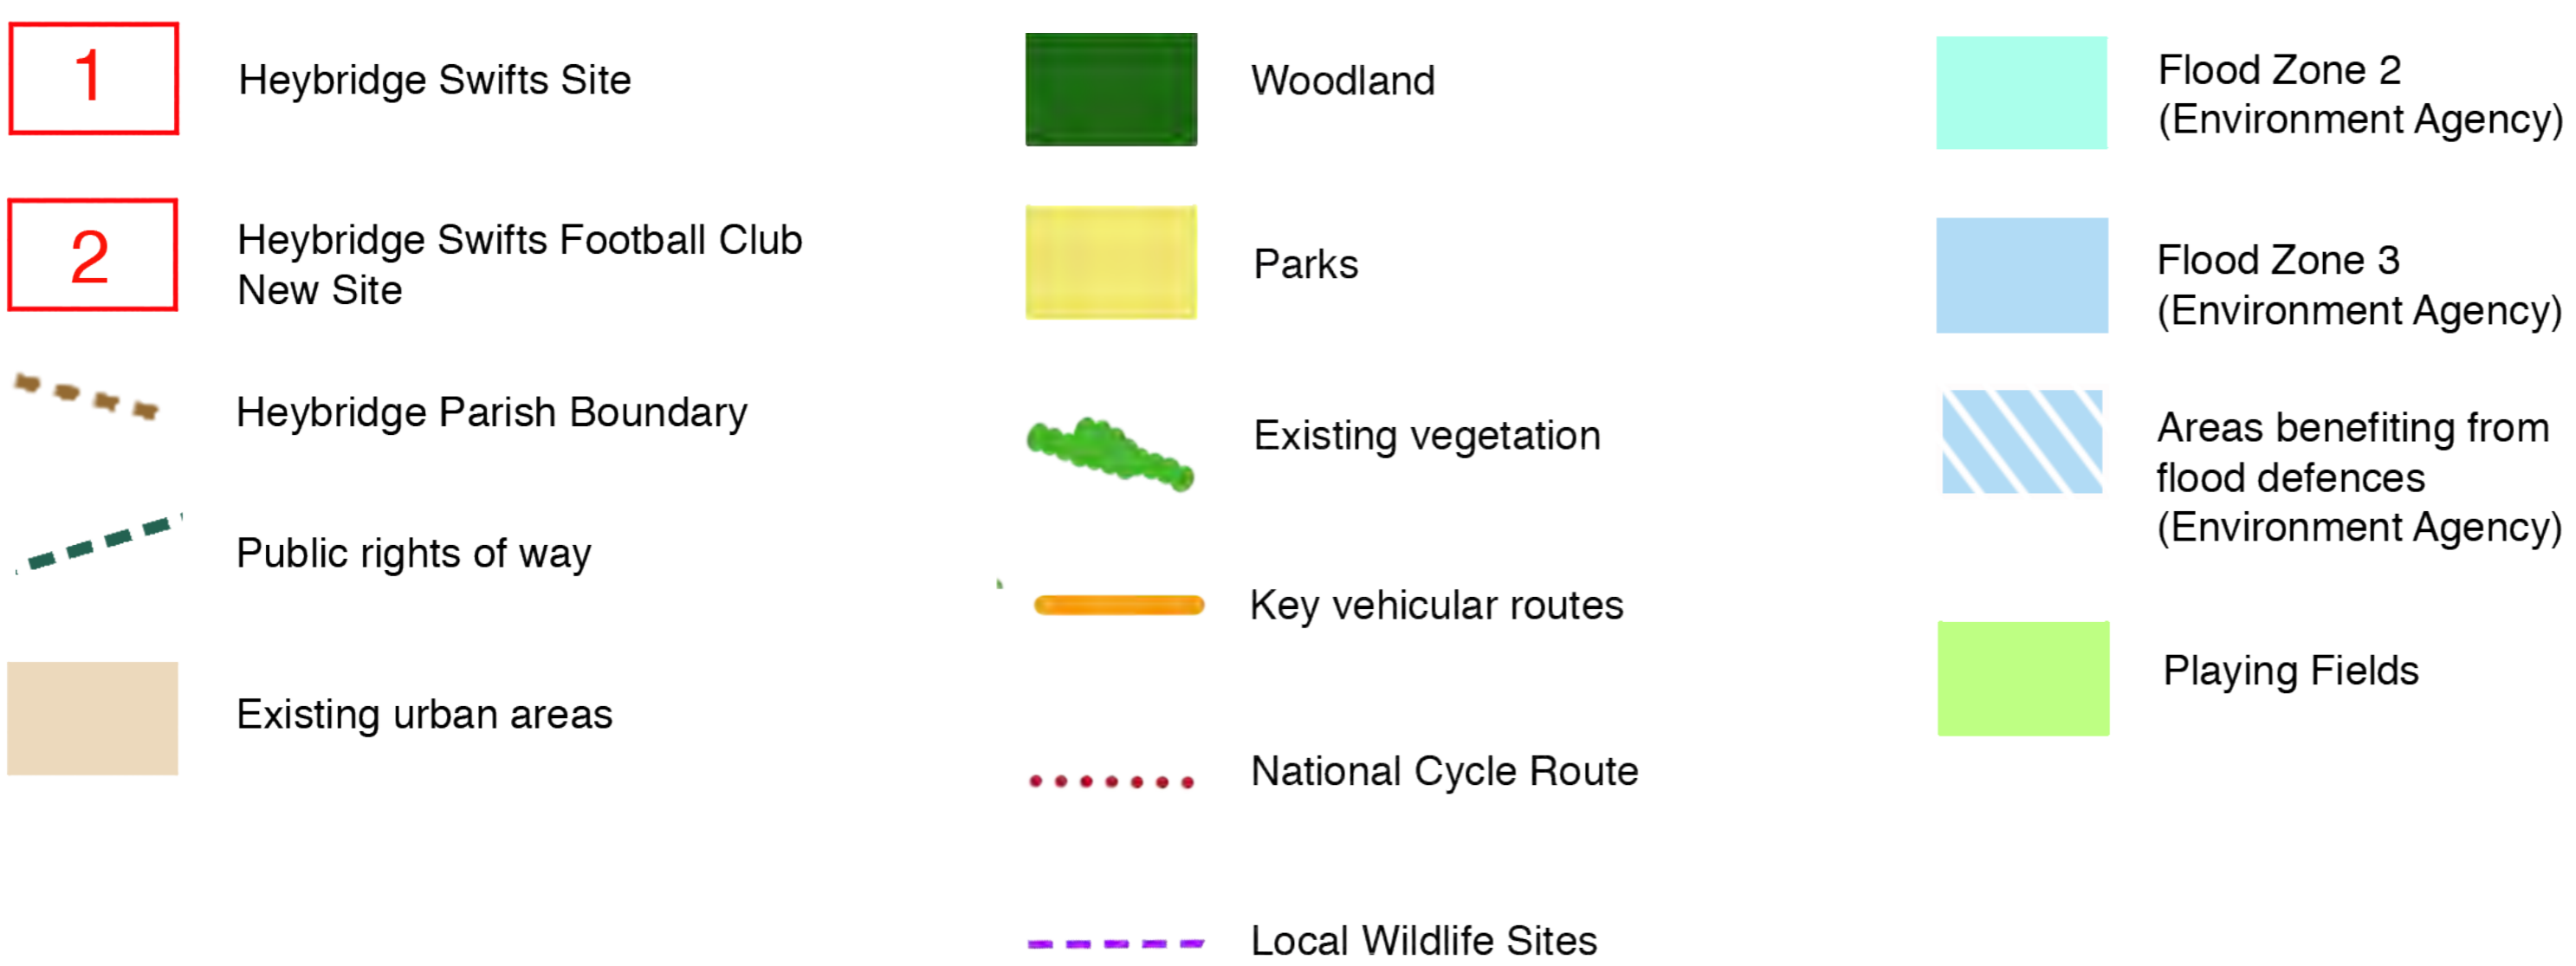 1
Heybridge Swifts Site
2
Heybridge Swifts Football Club
New Site
Heybridge Parish Boundary
Public rights of way
Existing urban areas
Woodland
Parks
Existing vegetation
Key vehicular routes
National Cycle Route
Local Wildlife Sites
Flood Zone 2
(Environment Agency)
Flood Zone 3
(Environment Agency)
Areas benefiting from
flood defences
(Environment Agency)
Playing Fields